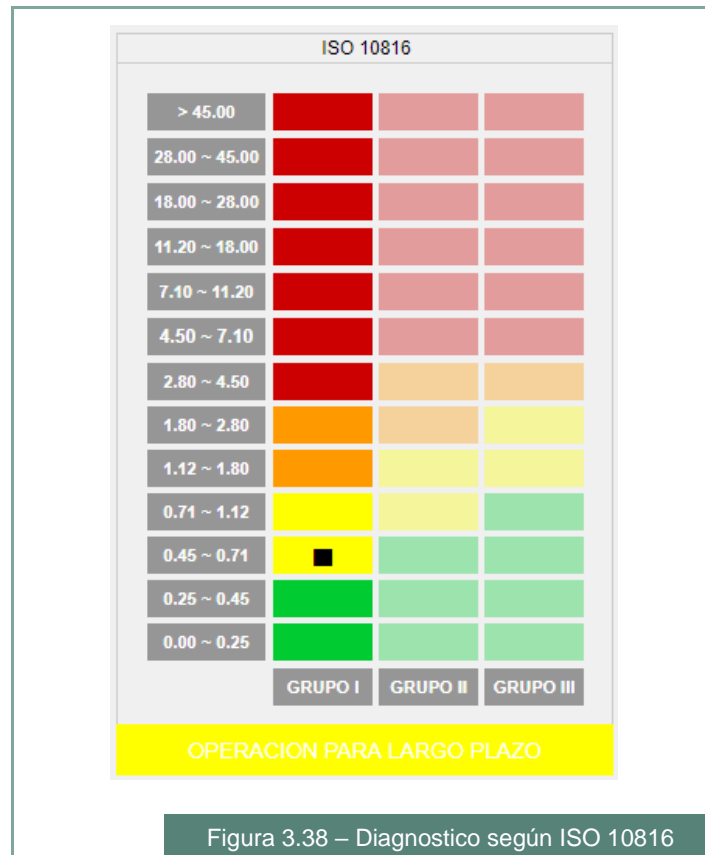 ISO 10816
> 45.00
28.00 ~ 45.00
18.00 ~ 28.00
11.20 ~ 18.00
7.10 ~ 11.20
4.50 ~ 7.10
2.80 ~ 4.50
1.80 ~ 2.80
1.12 ~ 1.80
0.71 ~ 1.12
0.45 ~ 0.71
0.25 ~ 0.45
0.00 ~ 0.25
GRUPO I GRUPO II GRUPO III
OPERACION PARA LARGO PLAZO
Figura 3.38 – Diagnostico según ISO 10816